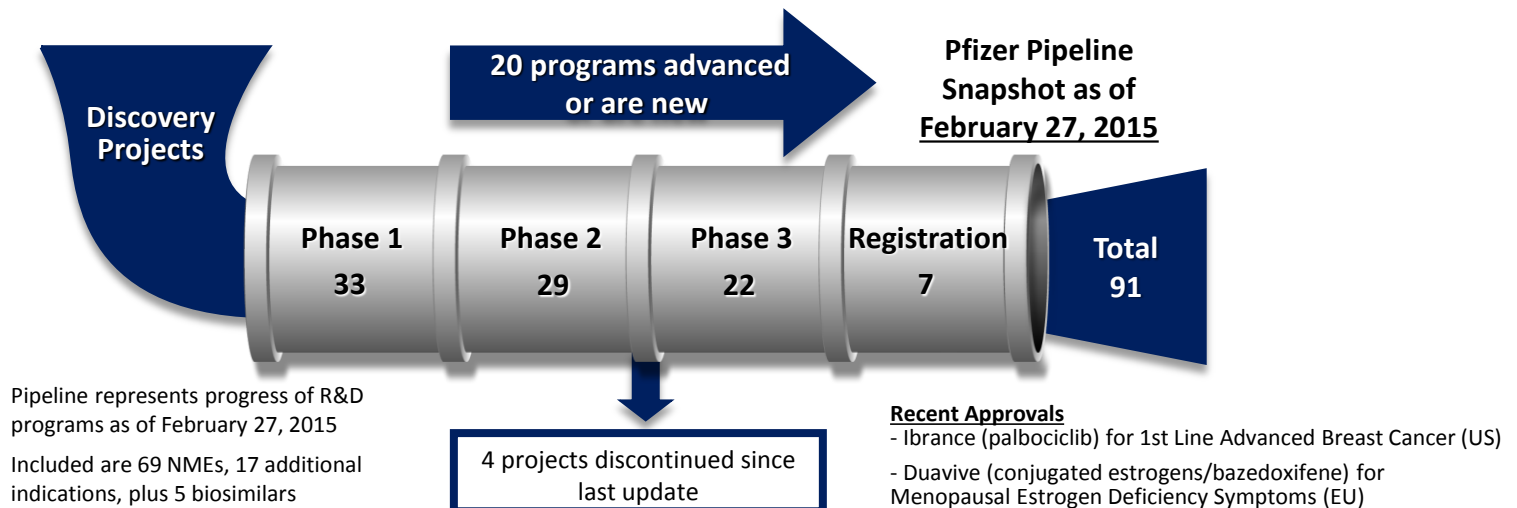 Discovery
Projects
20 programs advanced
or are new
Pfizer Pipeline
Snapshot as of
February 27, 2015
Phase 1
33
Phase 2
29
Phase 3
22
Registration
7
Total
91
Pipeline represents progress of R&D
programs as of February 27, 2015
Included are 69 NMEs, 17 additional
indications, plus 5 biosimilars
4 projects discontinued since
last update
Recent Approvals
- Ibrance (palbociclib) for 1st Line Advanced Breast Cancer (US)
- Duavive (conjugated estrogens/bazedoxifene) for
Menopausal Estrogen Deficiency Symptoms (EU)